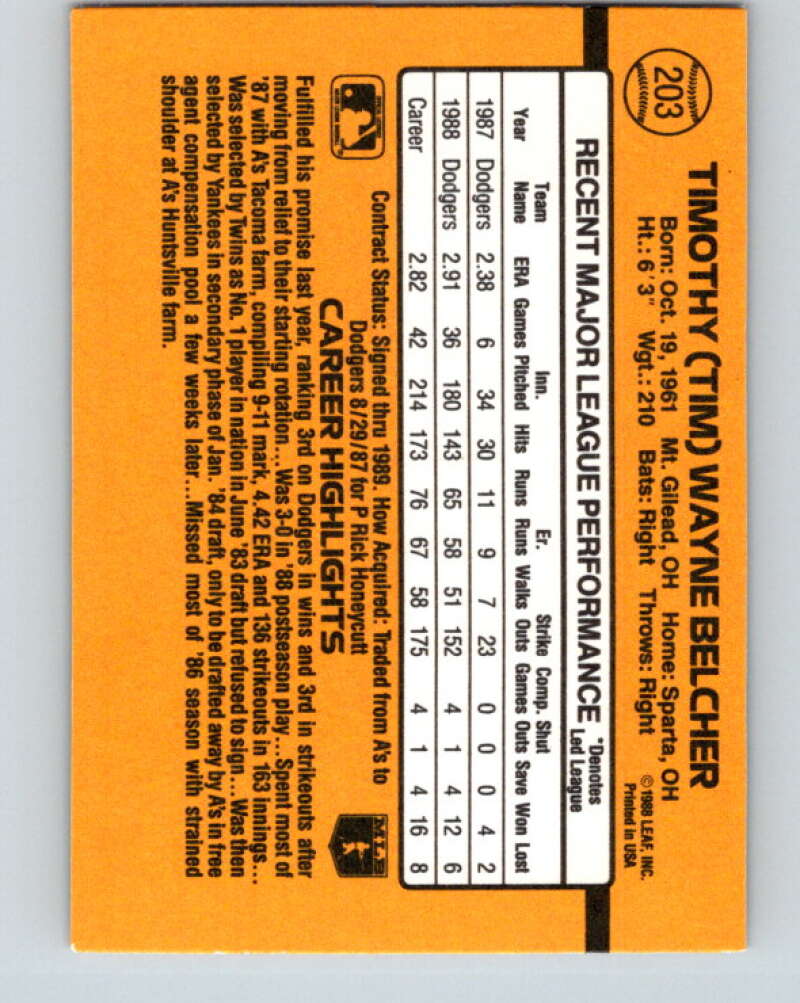 203
TIMOTHY (TIM) WAYNE BELCHER
Born: Oct. 19, 1961 Mt. Gilead, OH Home: Sparta, OH
Ht.: 6'3" Wgt.: 210 Bats: Right Throws: Right
©1988 LEAF, INC.
Printed in USA
RECENT MAJOR LEAGUE PERFORMANCE
*Denotes
Led League
Team Inn. Er. Strike Comp. Shut
Year Name ERA Games Pitched Hits Runs Runs Walks Outs Games Outs Save Won Lost
1987 Dodgers 2.38 6 34 30 11 9 7 23 0 0 0 4 2
1988 Dodgers 2.91 36 180 143 65 58 51 152 4 1 4 12 6
Career 2.82 42 214 173 76 67 58 175 4 1 4 16 8
Contract Status: Signed thru 1989. How Acquired: Traded from A's to
Dodgers 8/29/87 for P Rick Honeycutt
CAREER HIGHLIGHTS
Fulfilled his promise last year, ranking 3rd on Dodgers in wins and 3rd in strikeouts after
moving from relief to their starting rotation...Was 3-0 in '88 postseason play...Spent most of
'87 with A's Tacoma farm, compiling 9-11 mark, 4.42 ERA and 136 strikeouts in 163 innings...
Was selected by Twins as No. 1 player in nation in June '83 draft but refused to sign...Was then
selected by Yankees in secondary phase of Jan. '84 draft, only to be drafted away by A's in free
agent compensation pool a few weeks later...Missed most of '86 season with strained
shoulder at A's Huntsville farm.